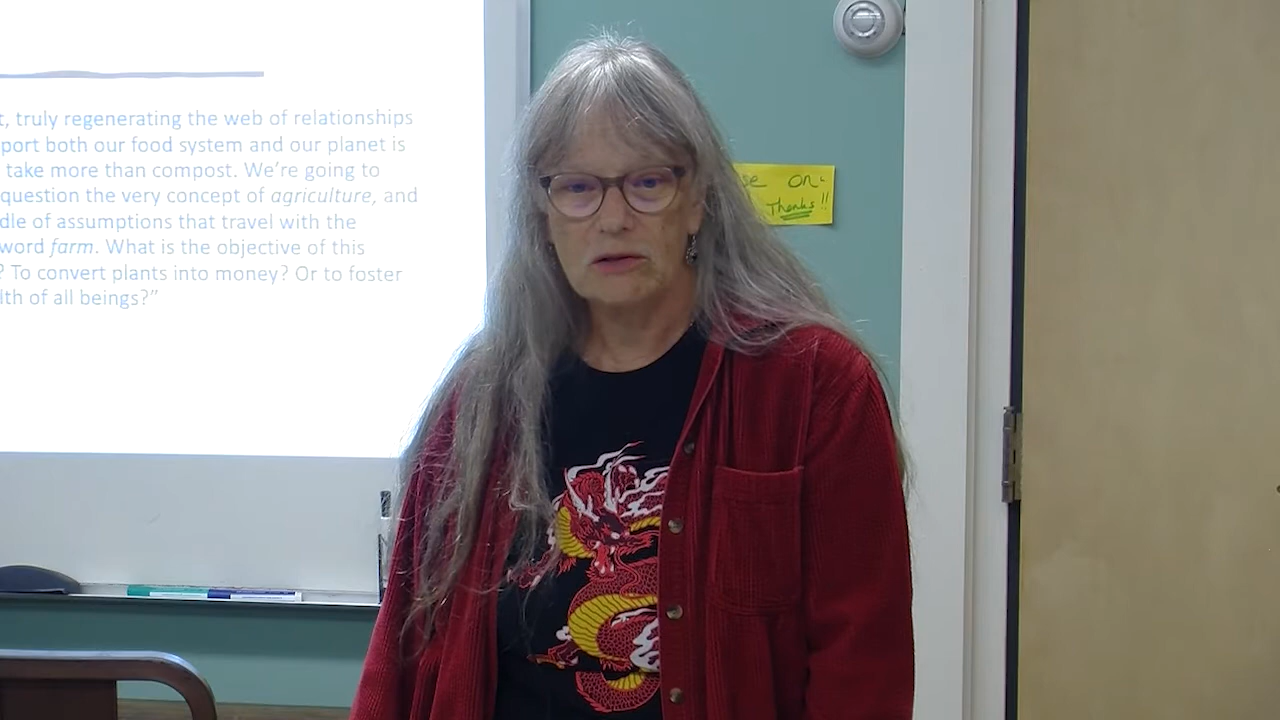 t, truly regenerating the web of relationships
port both our food system and our planet is
take more than compost. We’re going to
question the very concept of agriculture, and
dle of assumptions that travel with the
word farm. What is the objective of this
? To convert plants into money? Or to foster
lth of all beings?”
se on-
Thanks!!